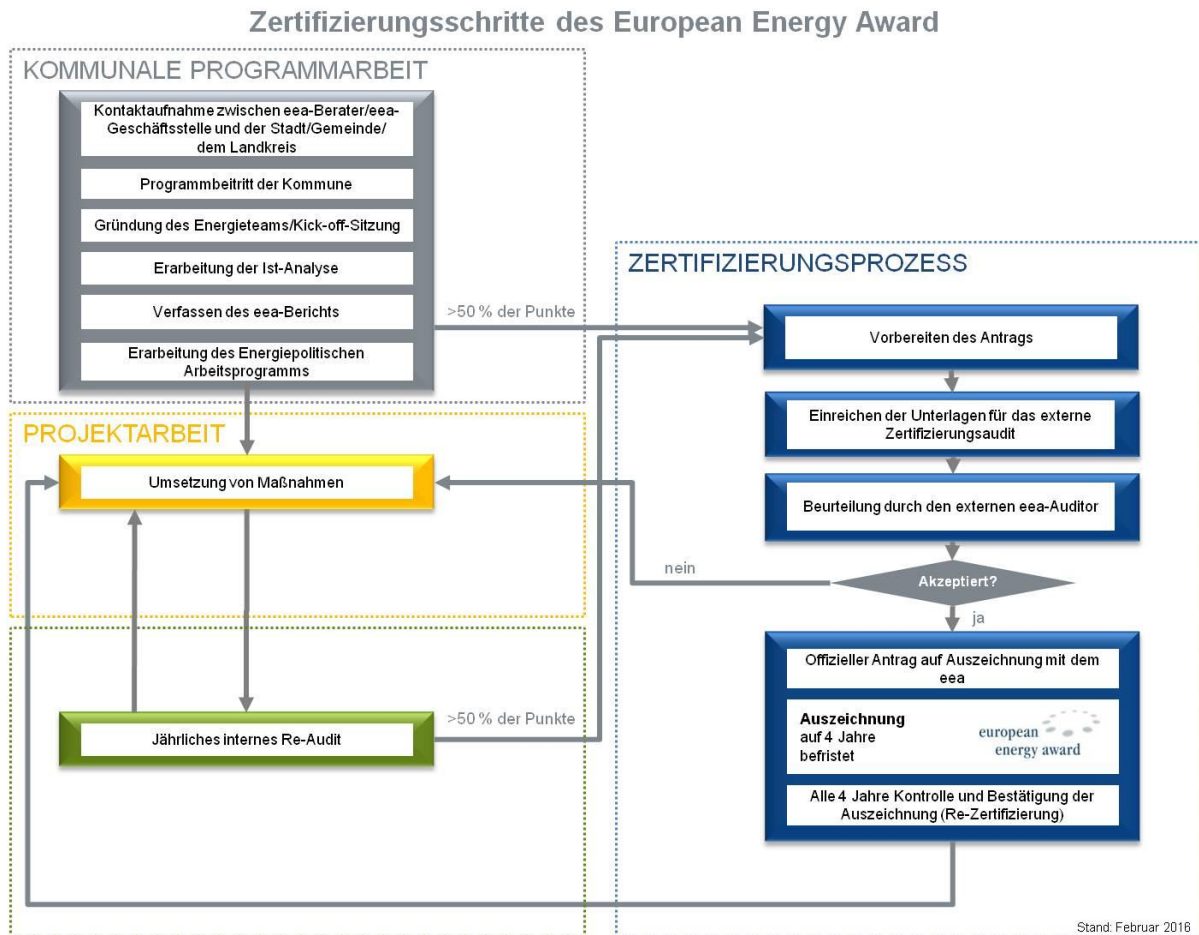 Zertifizierungsschritte des European Energy Award
KOMMUNALE PROGRAMMARBEIT
Kontaktaufnahme zwischen eea-Berater/eea-
Geschäftsstelle und der Stadt/Gemeinde/
dem Landkreis
Programmbeitritt der Kommune
Gründung des Energieteams/Kick-off-Sitzung
Erarbeitung der Ist-Analyse
Verfassen des eea-Berichts
Erarbeitung des Energiepolitischen
Arbeitsprogramms
>50 % der Punkte
PROJEKTARBEIT
Umsetzung von Maßnahmen
Jährliches internes Re-Audit
>50 % der Punkte
ZERTIFIZIERUNGSPROZESS
Vorbereiten des Antrags
Einreichen der Unterlagen für das externe
Zertifizierungsaudit
Beurteilung durch den externen eea-Auditor
Akzeptiert?
nein
ja
Offizieller Antrag auf Auszeichnung mit dem
eea
Auszeichnung
auf 4 Jahre
befristet
european
energy award
Alle 4 Jahre Kontrolle und Bestätigung der
Auszeichnung (Re-Zertifizierung)
Stand: Februar 2016